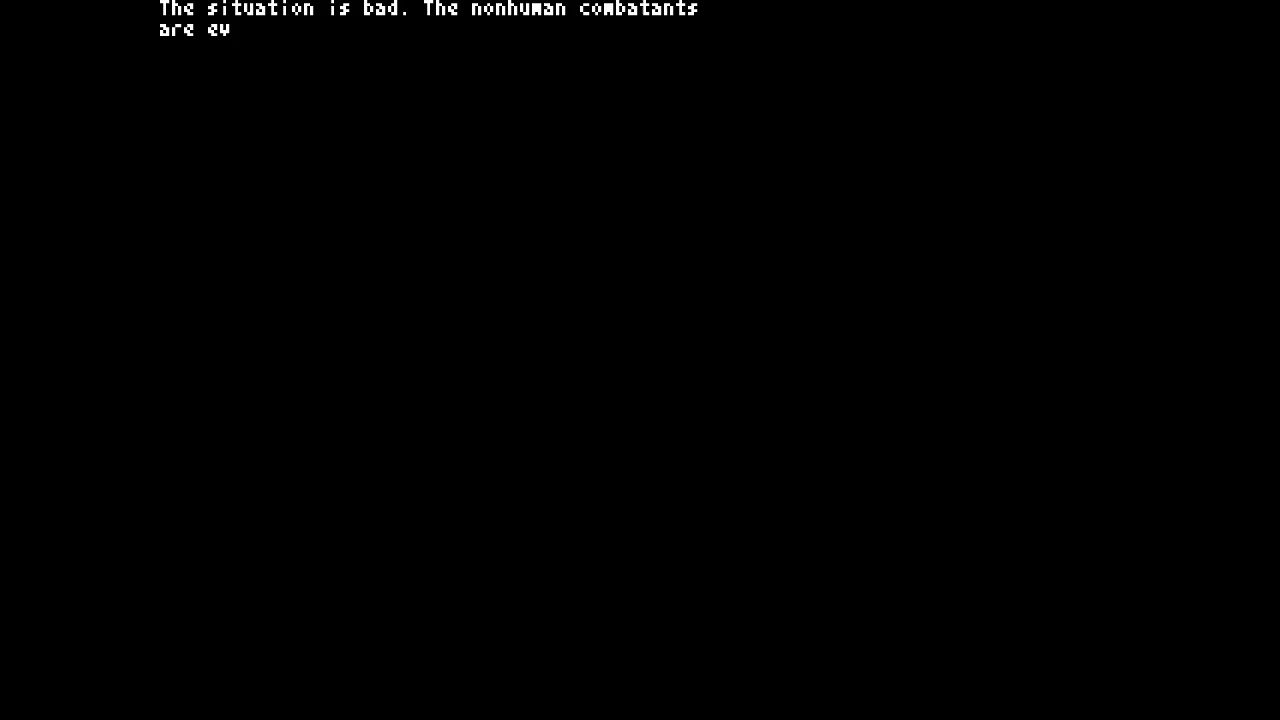 The situation is bad. The nonhuman combatants
are ev